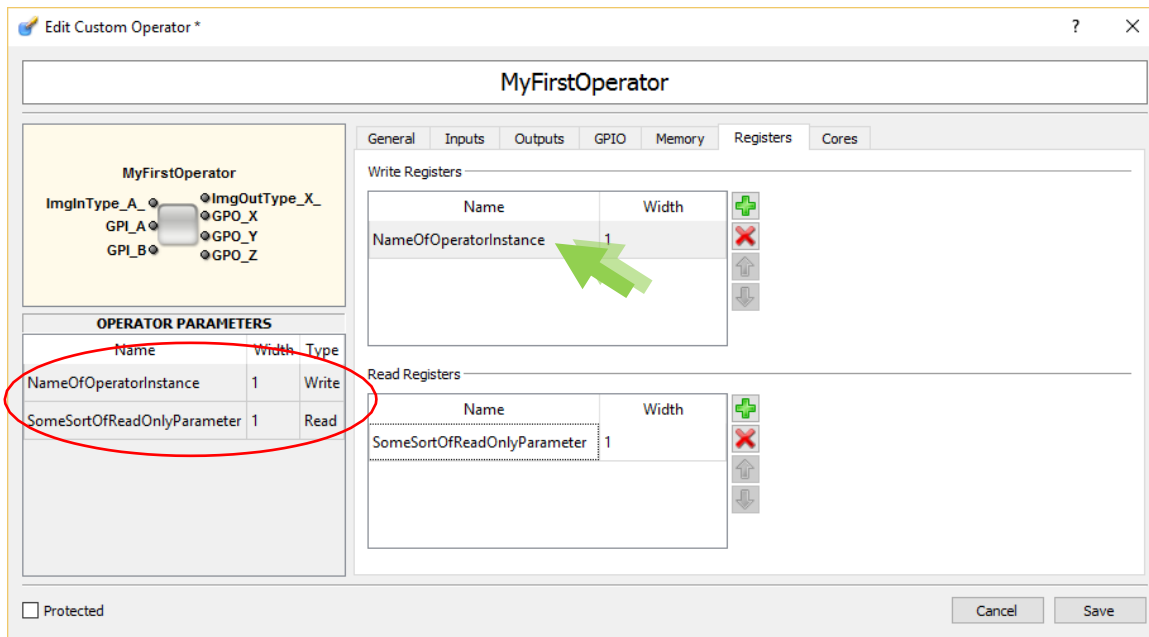 Edit Custom Operator *
?
MyFirstOperator
MyFirstOperator
ImgInType_A_
GPI_A
GPI_B
ImgOutType_X_
GPO_X
GPO_Y
GPO_Z
OPERATOR PARAMETERS
Name Width Type
NameOfOperatorInstance 1 Write
SomeSortOfReadOnlyParameter 1 Read
General Inputs Outputs GPIO Memory Registers Cores
Write Registers
Name Width
NameOfOperatorInstance 1
Read Registers
Name Width
SomeSortOfReadOnlyParameter 1
Protected
Cancel Save